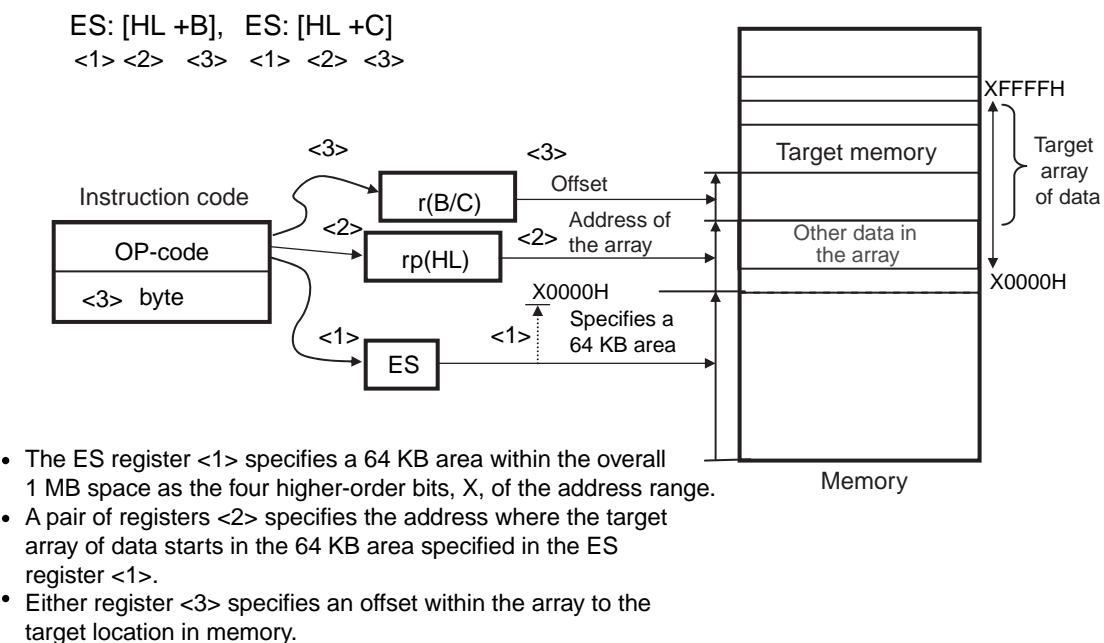 ES: [HL +B], ES: [HL +C]
<1> <2> <3> <1> <2> <3>
XFFFFH
<3>
<3>
Target memory
Target
array
of data
Instruction code
r(B/C)
Offset
OP-code
<2>
rp(HL)
<2>
Address of
the array
Other data in
the array
<3> byte
X0000H
X0000H
<1>
ES
<1>
Specifies a
64 KB area
Memory
• The ES register <1> specifies a 64 KB area within the overall
1 MB space as the four higher-order bits, X, of the address range.
• A pair of registers <2> specifies the address where the target
array of data starts in the 64 KB area specified in the ES
register <1>.
• Either register <3> specifies an offset within the array to the
target location in memory.